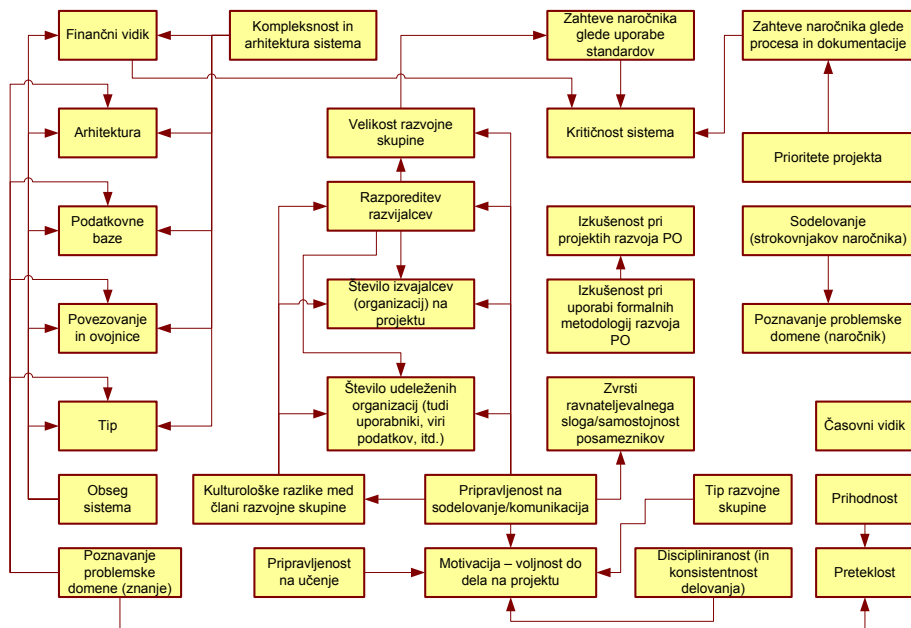 Finančni vidik
Kompleksnost in
arhitektura sistema
Zahteve naročnika
glede uporabe
standardov
Zahteve naročnika glede
procesa in dokumentacije
Arhitektura
Velikost razvojne
skupine
Kritičnost sistema
Prioritete projekta
Razporeditev
razvijalcev
Podatkovne
baze
Izkušenost pri
projektih razvoja PO
Sodelovanje
(strokovnjakov naročnika)
Število izvajalcev
(organizacij) na
projektu
Povezovanje
in ovojnice
Izkušenost pri
uporabi formalnih
metodologij razvoja
PO
Poznavanje problemske
domene (naročnik)
Število udeleženih
organizacij (tudi
uporabniki, viri
podatkov, itd.)
Zvrsti
ravnateljevalnega
sloga/samostojnost
posameznikov
Tip
Časovni vidik
Obseg
sistema
Kulturološke razlike med
člani razvojne skupine
Pripravljenost na
sodelovanje/komunikacija
Tip razvojne
skupine
Prihodnost
Poznavanje
problemske
domene (znanje)
Pripravljenost
na učenje
Motivacija – voljnost do
dela na projektu
Discipliniranost (in
konsistentnost
delovanja)
Preteklost